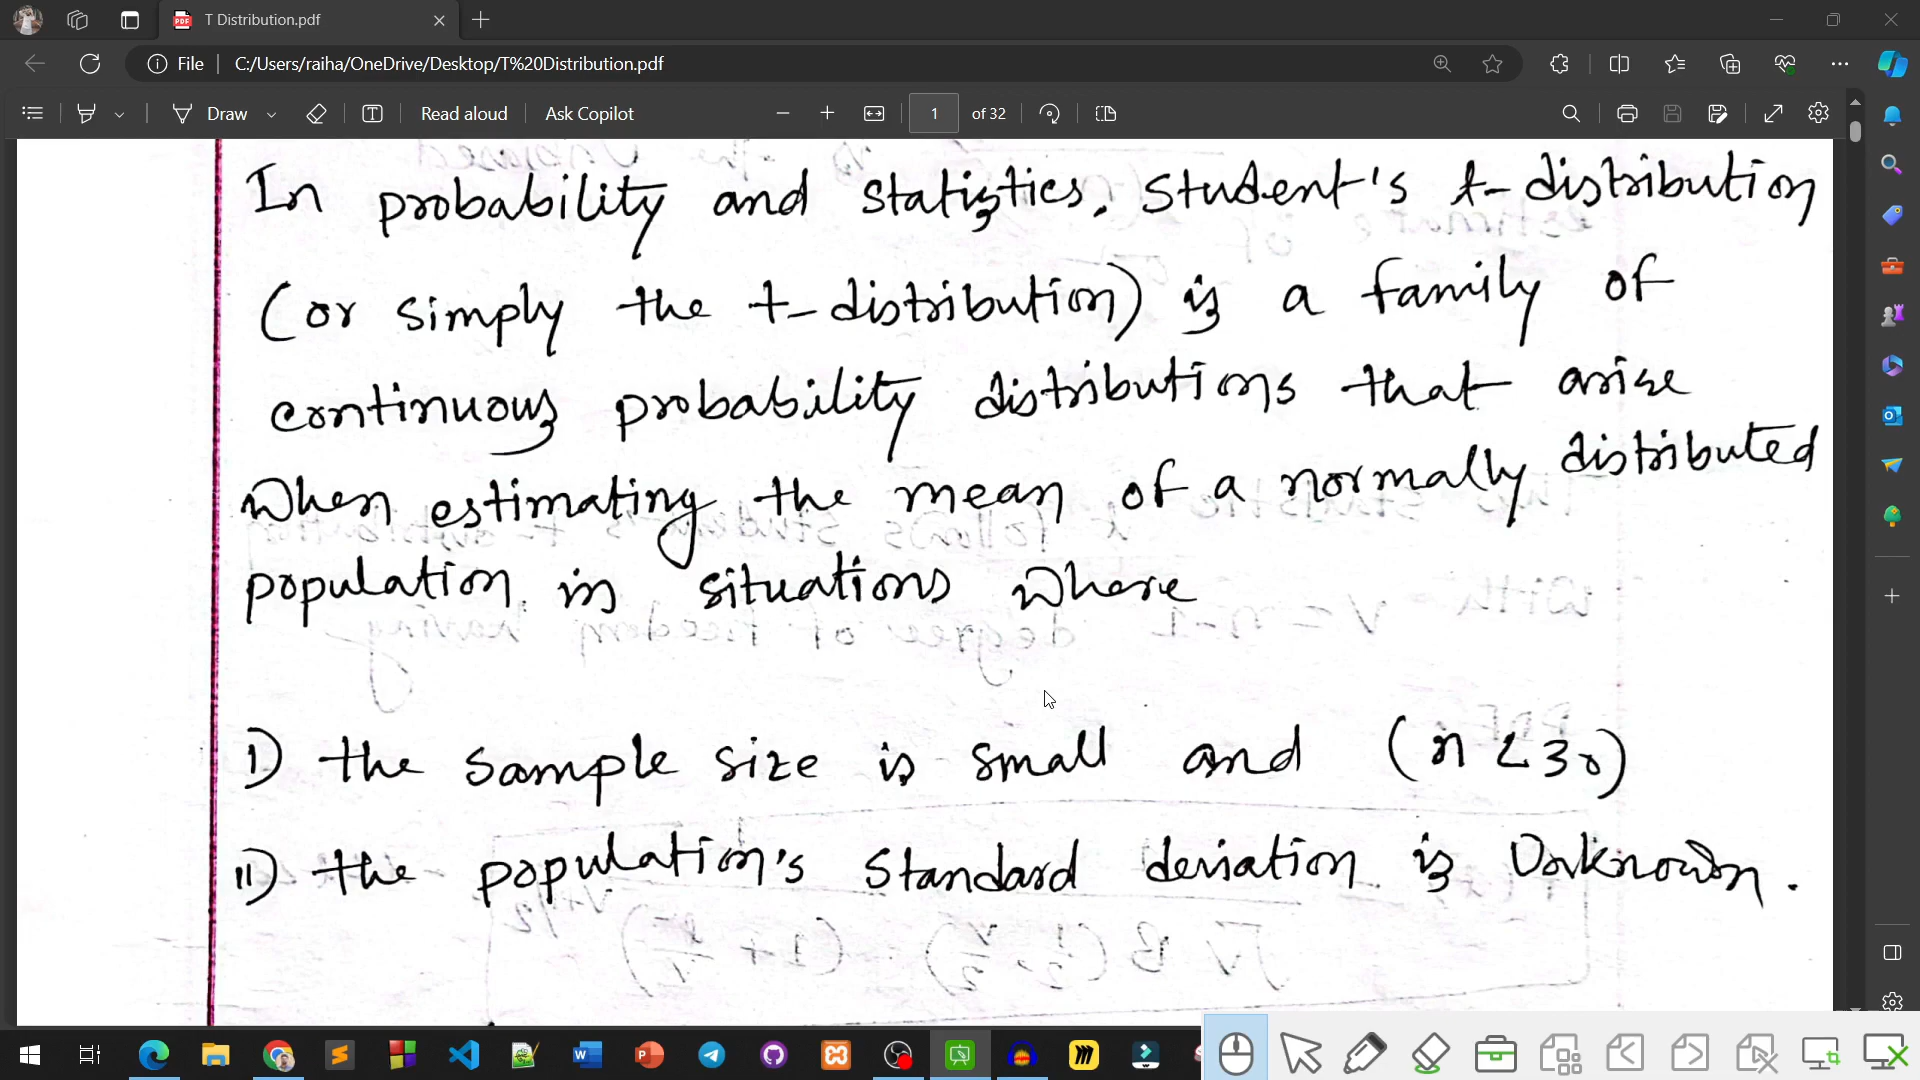 T Distribution.pdf
File
C:/Users/raiha/OneDrive/Desktop/T%20Distribution.pdf
Draw
Read aloud
Ask Copilot
1
of 32
In probability and statistics, Student's t-distribution
(or simply the t-distribution) is a family of
continuous probability distributions that arise
when estimating the mean of a normally distributed
population in situations where
I) the sample size is small and (n < 30)
II) the population's standard deviation is Unknown.